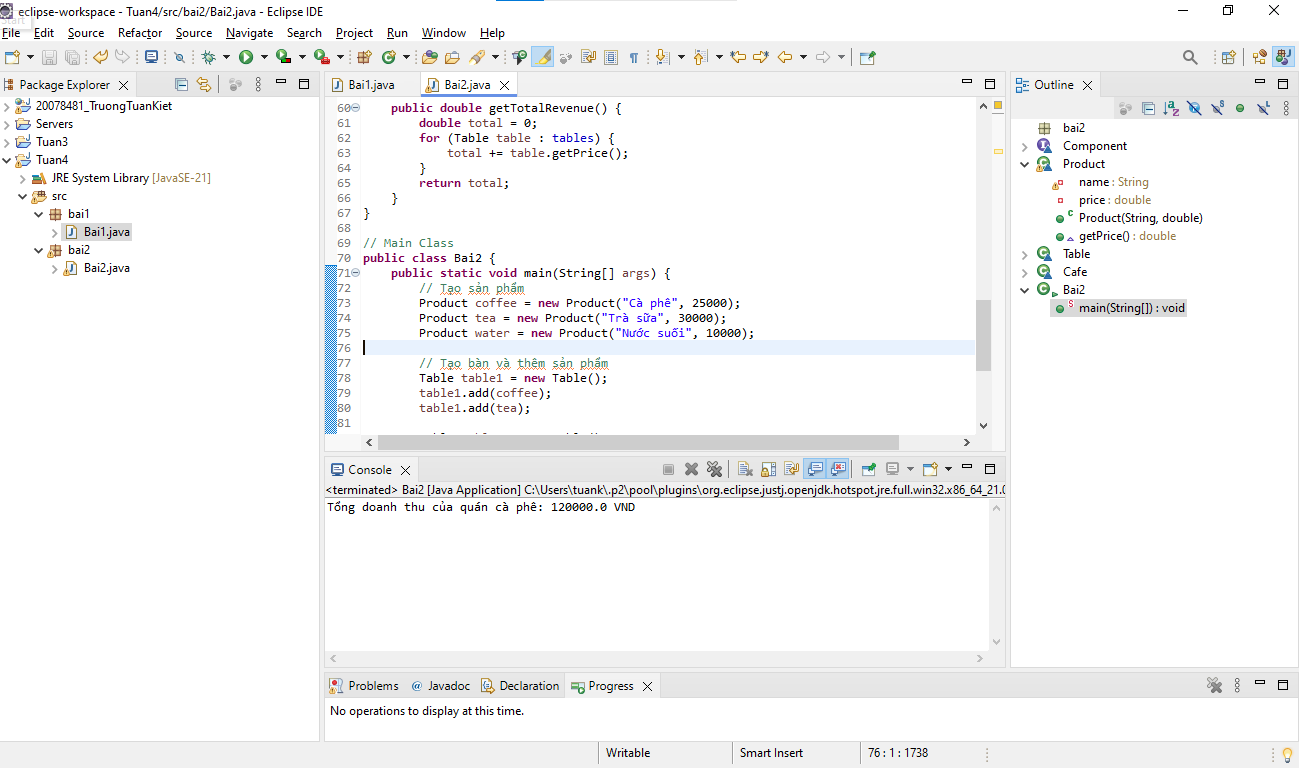 eclipse-workspace - Tuan4/src/bai2/Bai2.java - Eclipse IDE
Start
File Edit Source Refactor Source Navigate Search Project Run Window Help
Package Explorer
20078481_TruongTuanKiet
Servers
Tuan3
Tuan4
JRE System Library [JavaSE-21]
src
bai1
Bai1.java
bai2
Bai2.java
Bai1.java Bai2.java
60 public double getTotalRevenue() {
61 double total = 0;
62 for (Table table : tables) {
63 total += table.getPrice();
64 }
65 return total;
66 }
67 }
68
69 // Main Class
70 public class Bai2 {
71 public static void main(String[] args) {
72 // Tạo sản phẩm
73 Product coffee = new Product("Cà phê", 25000);
74 Product tea = new Product("Trà sữa", 30000);
75 Product water = new Product("Nước suối", 10000);
76
77 // Tạo bàn và thêm sản phẩm
78 Table table1 = new Table();
79 table1.add(coffee);
80 table1.add(tea);
81
Outline
bai2
Component
Product
name : String
price : double
Product(String, double)
getPrice() : double
Table
Cafe
Bai2
main(String[]) : void
Console
<terminated> Bai2 [Java Application] C:\Users\tuank\.p2\pool\plugins\org.eclipse.justj.openjdk.hotspot.jre.full.win32.x86_64_21.0
Tổng doanh thu của quán cà phê: 120000.0 VND
Problems @ Javadoc Declaration Progress
No operations to display at this time.
Writable Smart Insert 76 : 1 : 1738